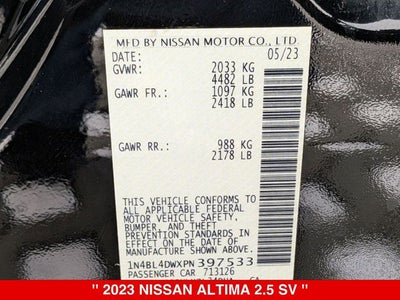 MFD BY NISSAN MOTOR CO., LTD.
DATE: 05/23
GVWR: 2033 KG
4482 LB
GAWR FR.: 1097 KG
2418 LB
GAWR RR.: 988 KG
2178 LB
THIS VEHICLE CONFORMS TO
ALL APPLICABLE FEDERAL
MOTOR VEHICLE SAFETY,
BUMPER, AND THEFT
PREVENTION STANDARDS IN
EFFECT ON THE DATE OF
MANUFACTURE SHOWN ABOVE.
1N4BL4DWXPN397533
PASSENGER CAR 713126
" 2023 NISSAN ALTIMA 2.5 SV "